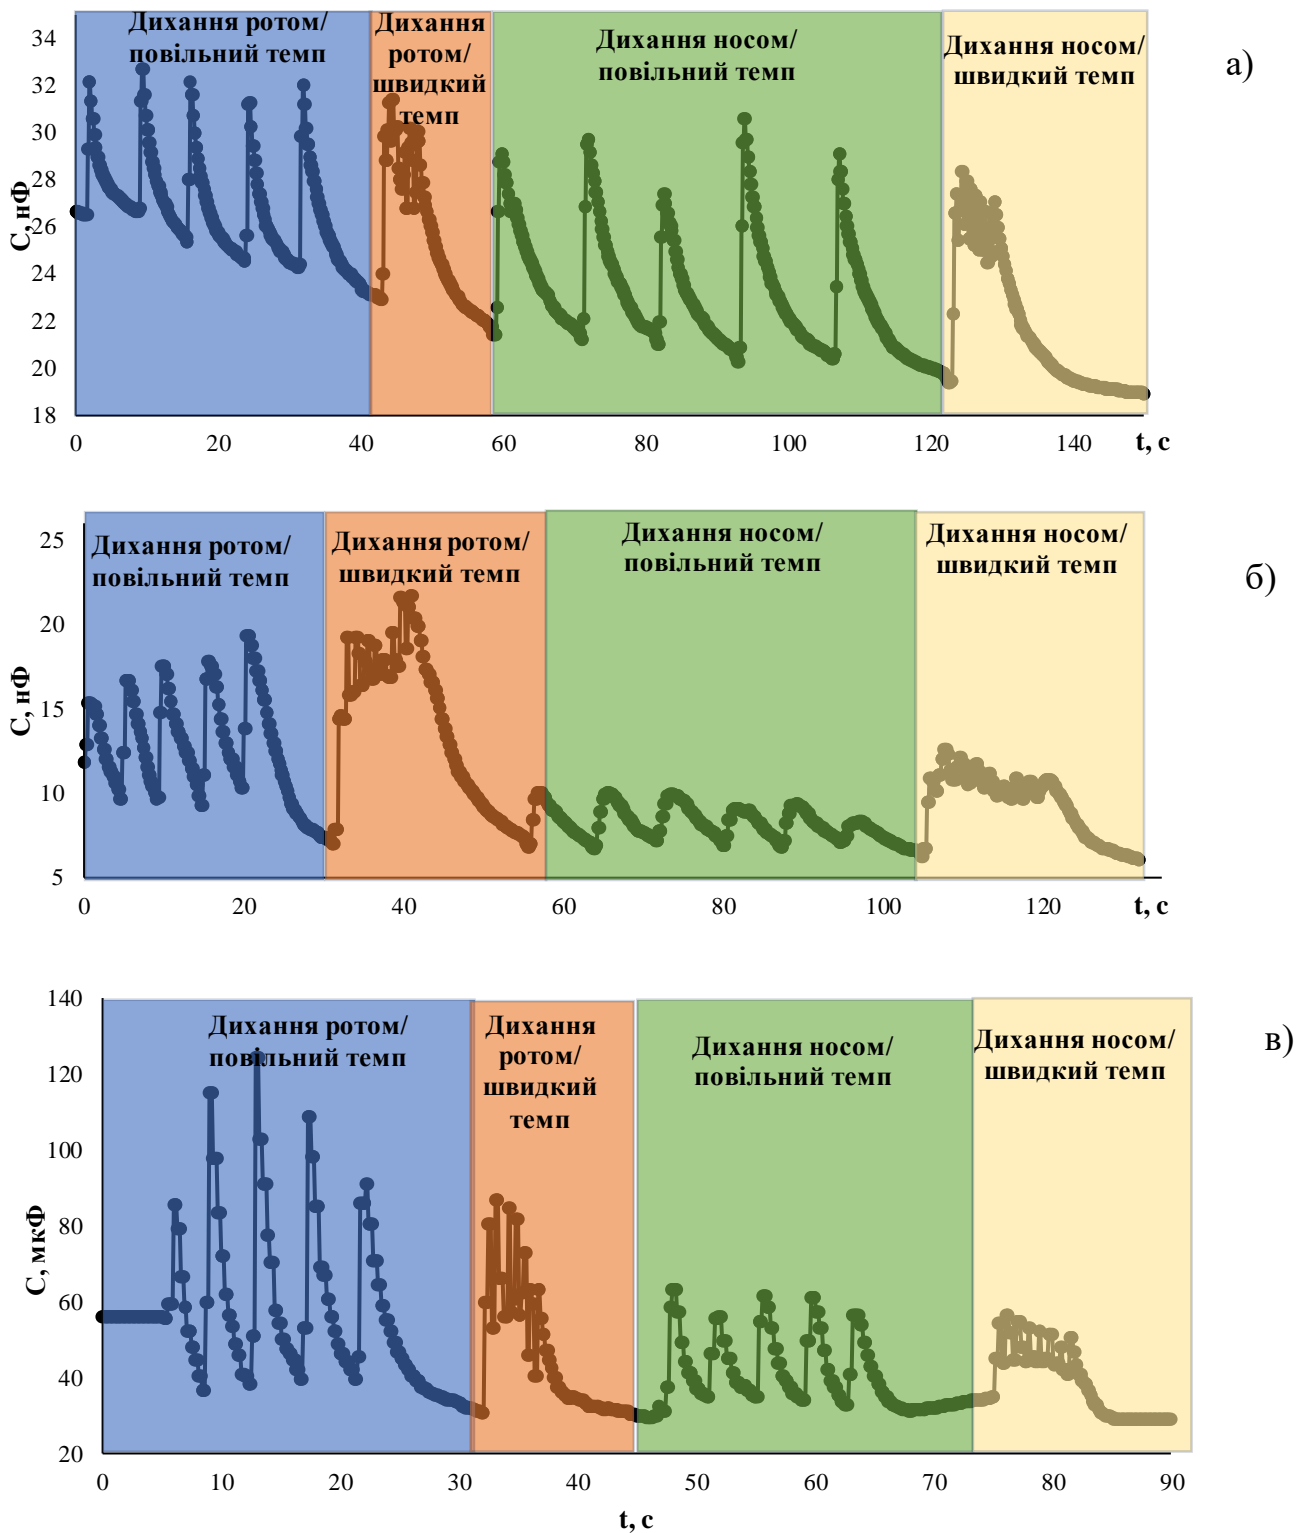 Дихання ротом/
повільний темп
Дихання
ротом/
швидкий
темп
Дихання носом/
повільний темп
Дихання носом/
швидкий темп
а)
34
32
30
28
26
24
22
20
18
С, нФ
0
20
40
60
80
100
120
140
t, с
Дихання ротом/
повільний темп
Дихання ротом/
швидкий темп
Дихання носом/
повільний темп
Дихання носом/
швидкий темп
б)
25
20
15
10
5
С, нФ
0
20
40
60
80
100
120
t, с
Дихання ротом/
повільний темп
Дихання
ротом/
швидкий
темп
Дихання носом/
повільний темп
Дихання носом/
швидкий темп
в)
140
120
100
80
60
40
20
С, мкФ
0
10
20
30
40
50
60
70
80
90
t, с